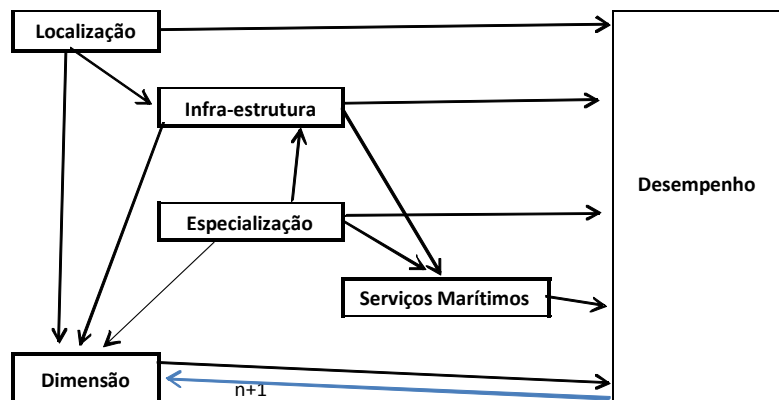 Localização
Infra-estrutura
Desempenho
Especialização
Serviços Marítimos
Dimensão
n+1